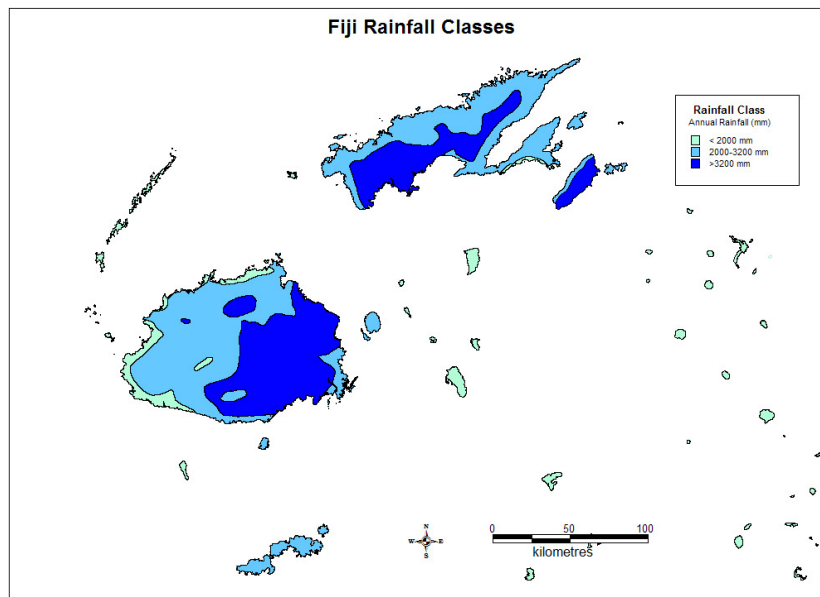 Fiji Rainfall Classes
Rainfall Class
Annual Rainfall (mm)
< 2000 mm
2000-3200 mm
>3200 mm
N
W E
S
0 50 100
kilometres